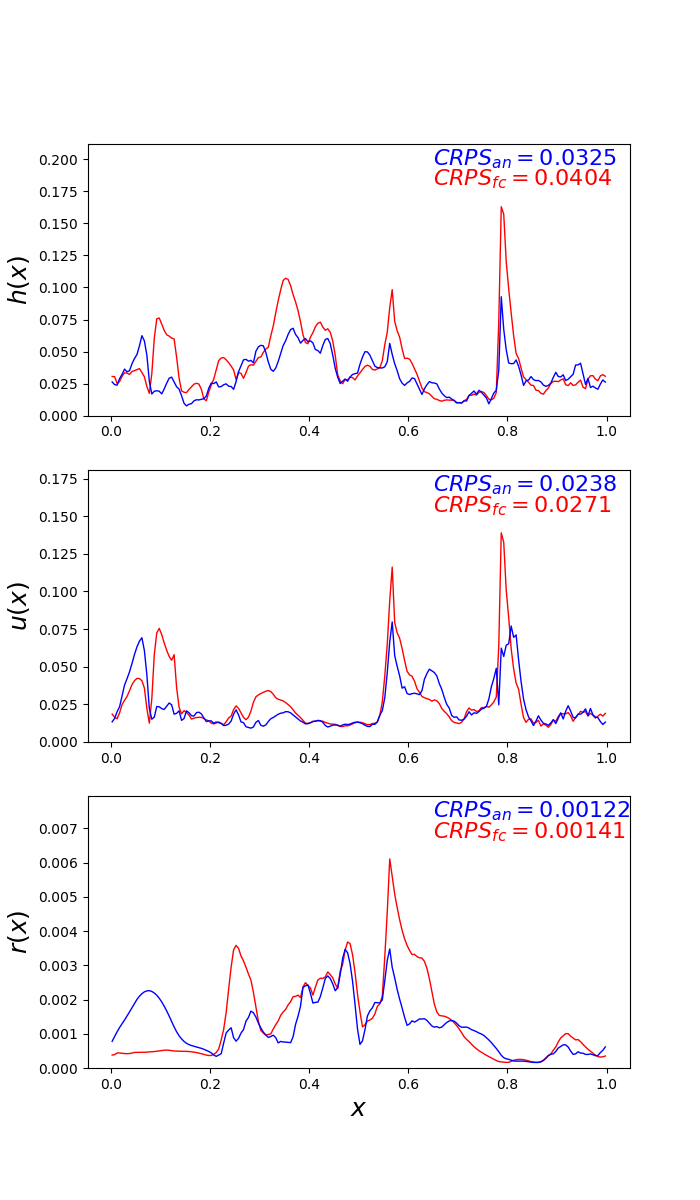 CRPS_an = 0.0325
CRPS_fc = 0.0404
h(x)
0.200
0.175
0.150
0.125
0.100
0.075
0.050
0.025
0.000
0.0 0.2 0.4 0.6 0.8 1.0
CRPS_an = 0.0238
CRPS_fc = 0.0271
u(x)
0.175
0.150
0.125
0.100
0.075
0.050
0.025
0.000
0.0 0.2 0.4 0.6 0.8 1.0
CRPS_an = 0.00122
CRPS_fc = 0.00141
r(x)
0.007
0.006
0.005
0.004
0.003
0.002
0.001
0.000
0.0 0.2 0.4 0.6 0.8 1.0
x